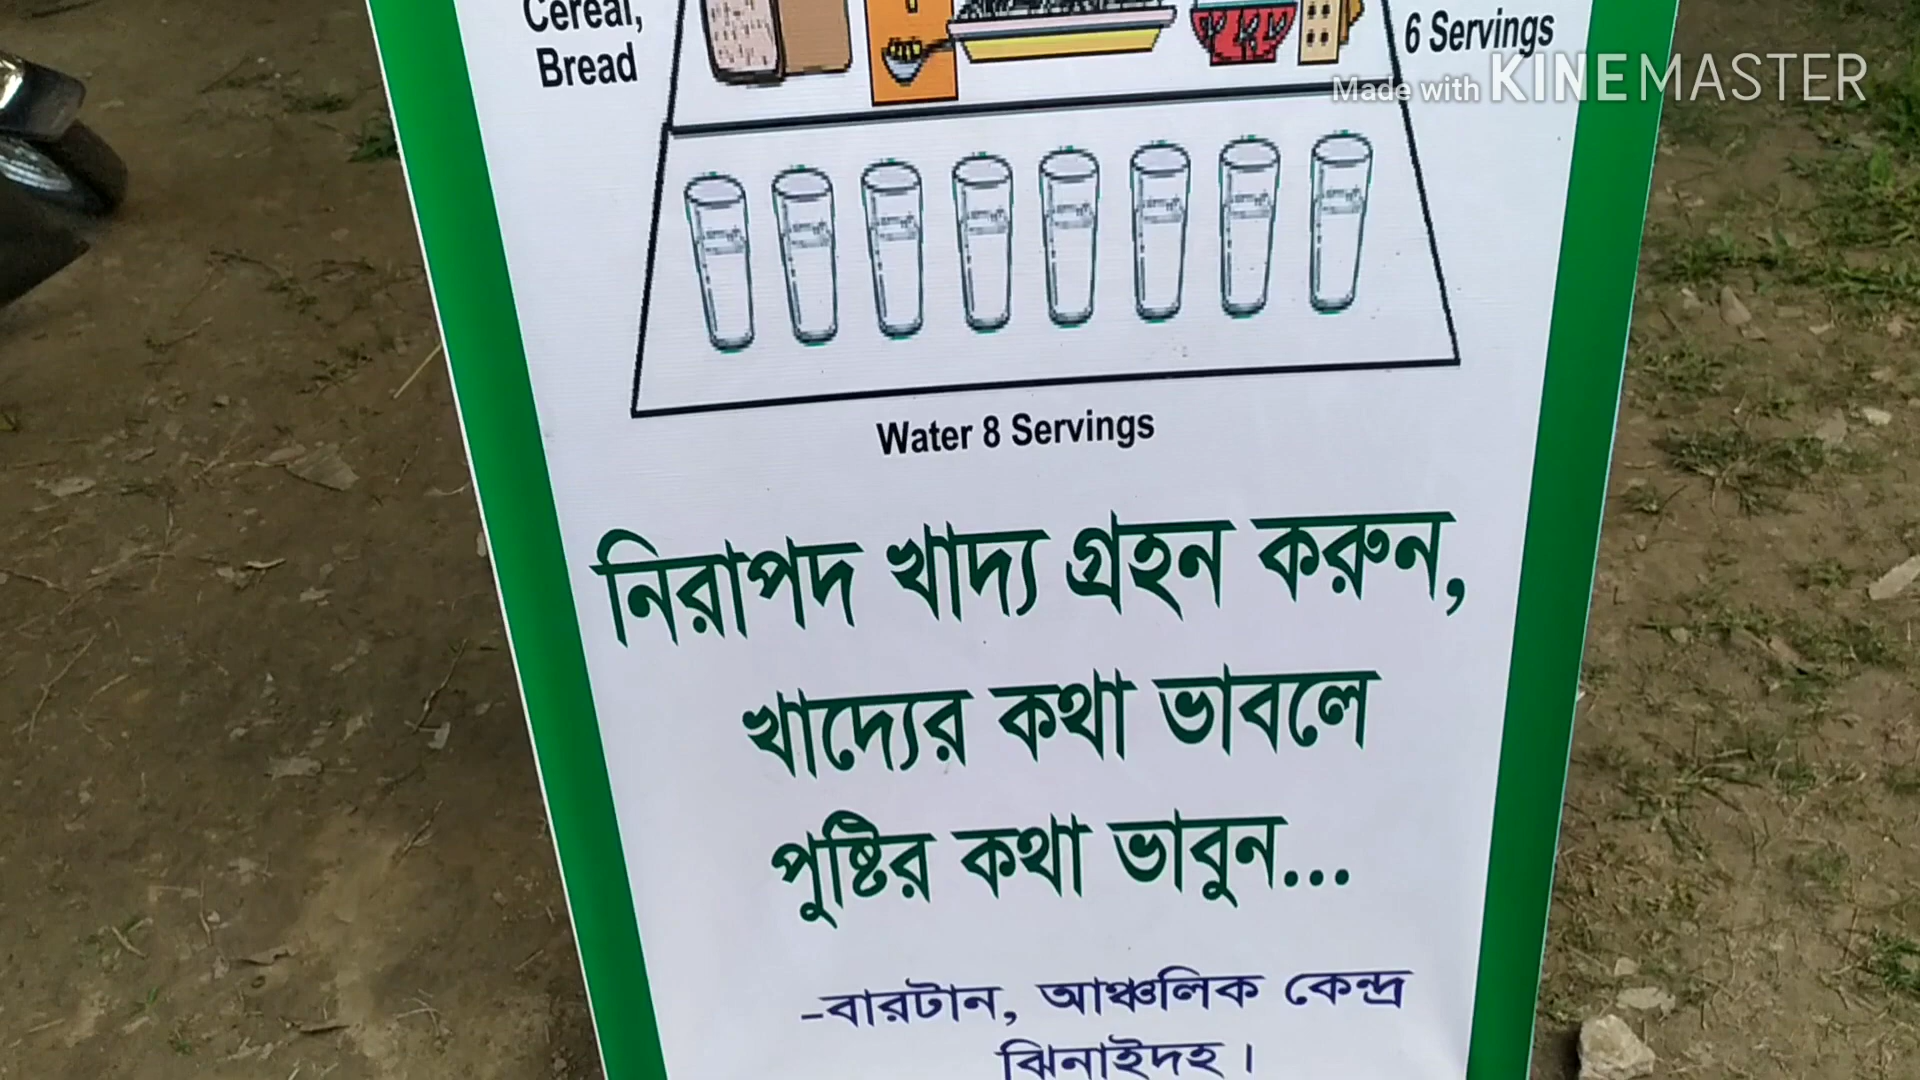 Cereal,
Bread
6 Servings
Made with KINEMASTER
Water 8 Servings
নিরাপদ খাদ্য গ্রহন করুন,
খাদ্যের কথা ভাবলে
পুষ্টির কথা ভাবুন...
-বারটান, আঞ্চলিক কেন্দ্র
ঝিনাইদহ।